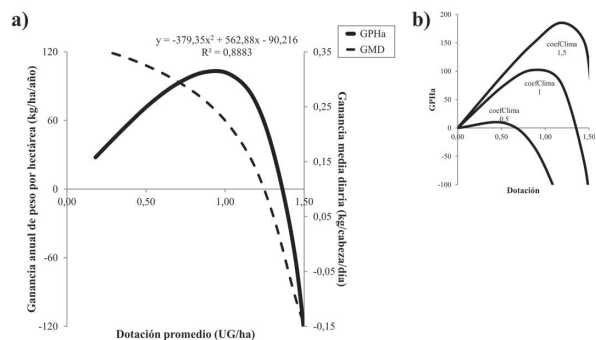 a)
y = -379,35x² + 562,88x - 90,216
R² = 0,8883
GPHa
GMD
Ganancia anual de peso por hectárea (kg/ha/año)
120
60
0
-60
-120
0,00
0,50
1,00
1,50
0,35
0,25
0,15
0,05
-0,05
-0,15
Ganancia media diaria (kg/cabeza/día)
Dotación promedio (UG/ha)
b)
GPHa
200
150
100
50
0
-50
-100
0,00
0,50
1,00
1,50
coefClima
1,5
coefClima
1
coefClima
0,5
Dotación